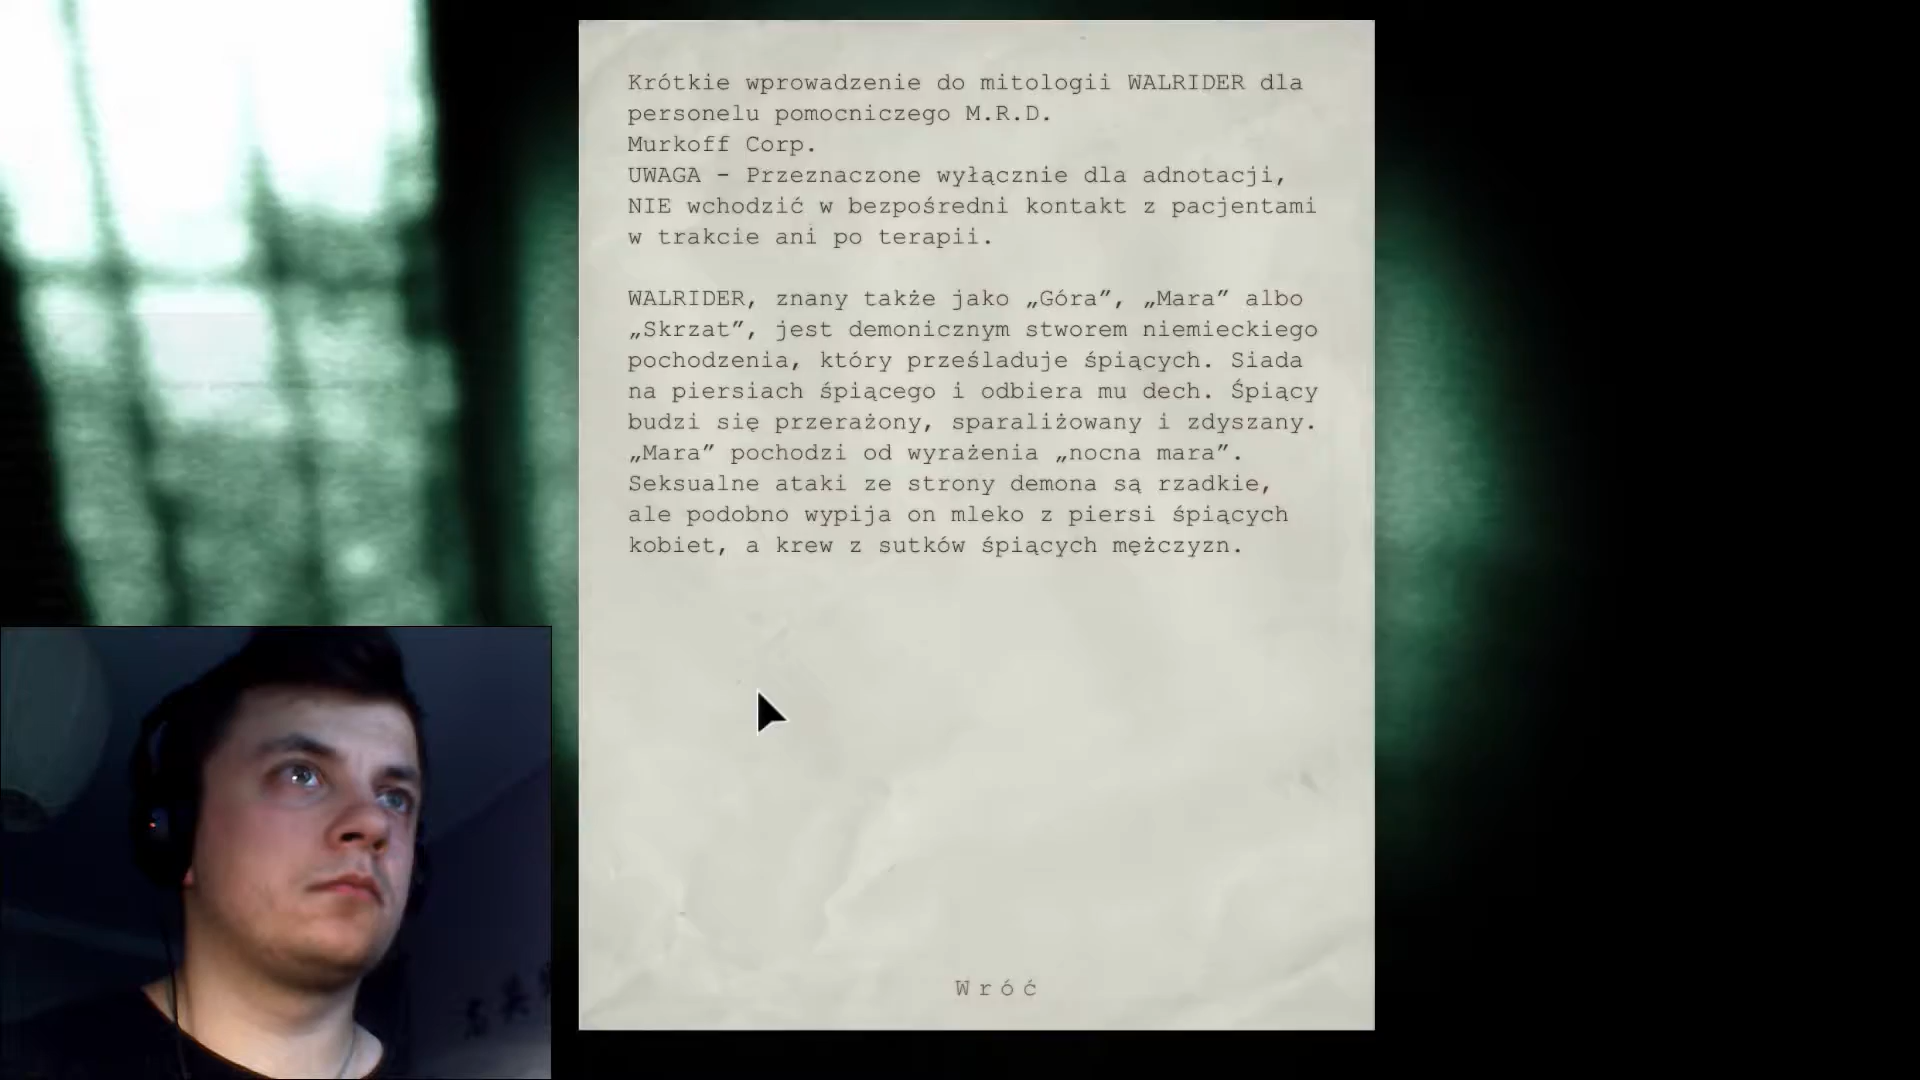 Krótkie wprowadzenie do mitologii WALRIDER dla
personelu pomocniczego M.R.D.
Murkoff Corp.
UWAGA - Przeznaczone wyłącznie dla adnotacji,
NIE wchodzić w bezpośredni kontakt z pacjentami
w trakcie ani po terapii.
WALRIDER, znany także jako „Góra”, „Mara” albo
„Skrzat”, jest demonicznym stworem niemieckiego
pochodzenia, który prześladuje śpiących. Siada
na piersiach śpiącego i odbiera mu dech. Śpiący
budzi się przerażony, sparaliżowany i zdyszany.
„Mara” pochodzi od wyrażenia „nocna mara”.
Seksualne ataki ze strony demona są rzadkie,
ale podobno wypija on mleko z piersi śpiących
kobiet, a krew z sutków śpiących mężczyzn.
Wróć